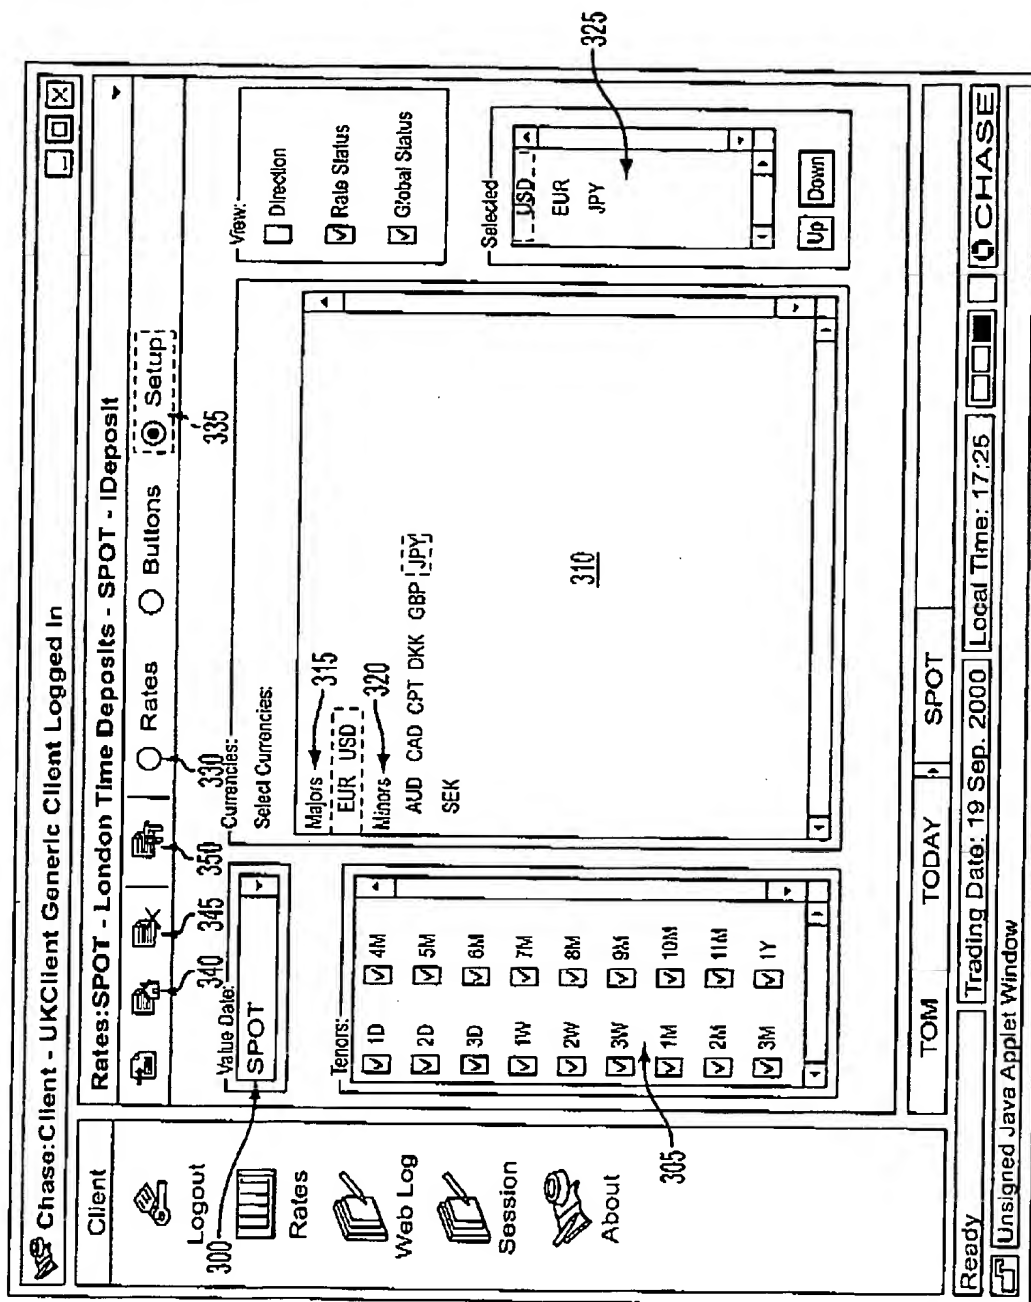 Chase:Client - UKClient Generic Client Logged In
Client
Logout
Rates
Web Log
Session
About
Rates:SPOT - London Time Deposits - SPOT - IDeposit
Rates Buttons Setup
340 345 350 330 335
Value Date:
SPOT
300
Tenors:
1D 4M
2D 5M
3D 6M
1W 7M
2W 8M
3W 9M
1M 10M
2M 11M
3M 1Y
305
Currencies:
Select Currencies:
Majors 315
EUR USD
Minors 320
AUD CAD CPT DKK GBP JPY
SEK
310
View:
Direction
Rate Status
Global Status
Selected
USD
EUR
JPY
325
Up Down
TOM TODAY SPOT
Ready Trading Date: 19 Sep. 2000 Local Time: 17:25 CHASE
Unsigned Java Applet Window